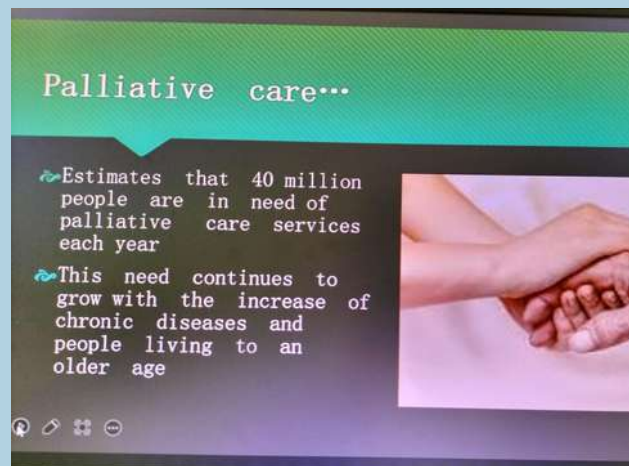 Palliative care…
Estimates that 40 million
people are in need of
palliative care services
each year
This need continues to
grow with the increase of
chronic diseases and
people living to an
older age